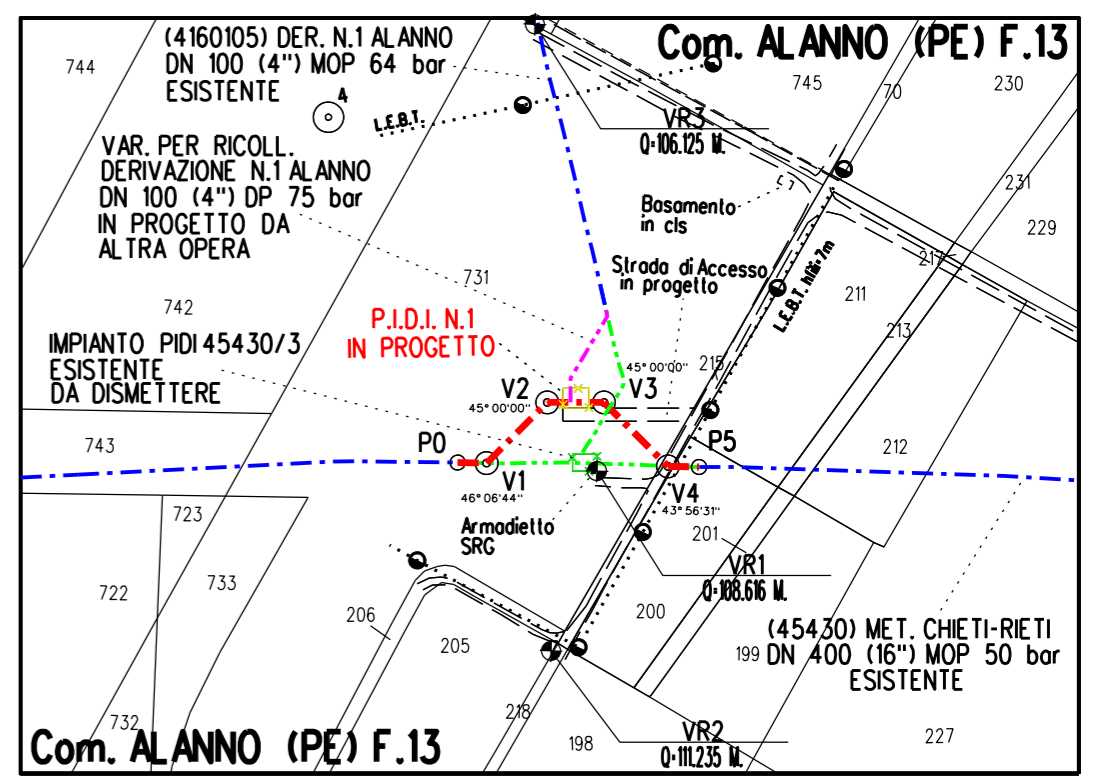 (4160105) DER. N.1 ALANNO
DN 100 (4") MOP 64 bar
ESISTENTE
Com. ALANNO (PE) F.13
744
745
70
230
4
L.E.B.T.
VR3
Q=106.125 M.
VAR. PER RICOLL.
DERIVAZIONE N.1 ALANNO
DN 100 (4") DP 75 bar
IN PROGETTO DA
ALTRA OPERA
231
229
217
Basamento
in cls
Strada di Accesso
in progetto
L.E.B.T. hfili=7m
731
742
211
213
215
P.I.D.I. N.1
IN PROGETTO
IMPIANTO PIDI 45430/3
ESISTENTE
DA DISMETTERE
45°00'00"
V2
V3
45°00'00"
743
P0
P5
212
V1
46°06'44"
V4
43°56'31"
Armadietto
SRG
723
201
722
733
VR1
Q=108.616 M.
206
205
200
(45430) MET. CHIETI-RIETI
199 DN 400 (16") MOP 50 bar
ESISTENTE
732
218
198
VR2
Q=111.235 M.
227
Com. ALANNO (PE) F.13